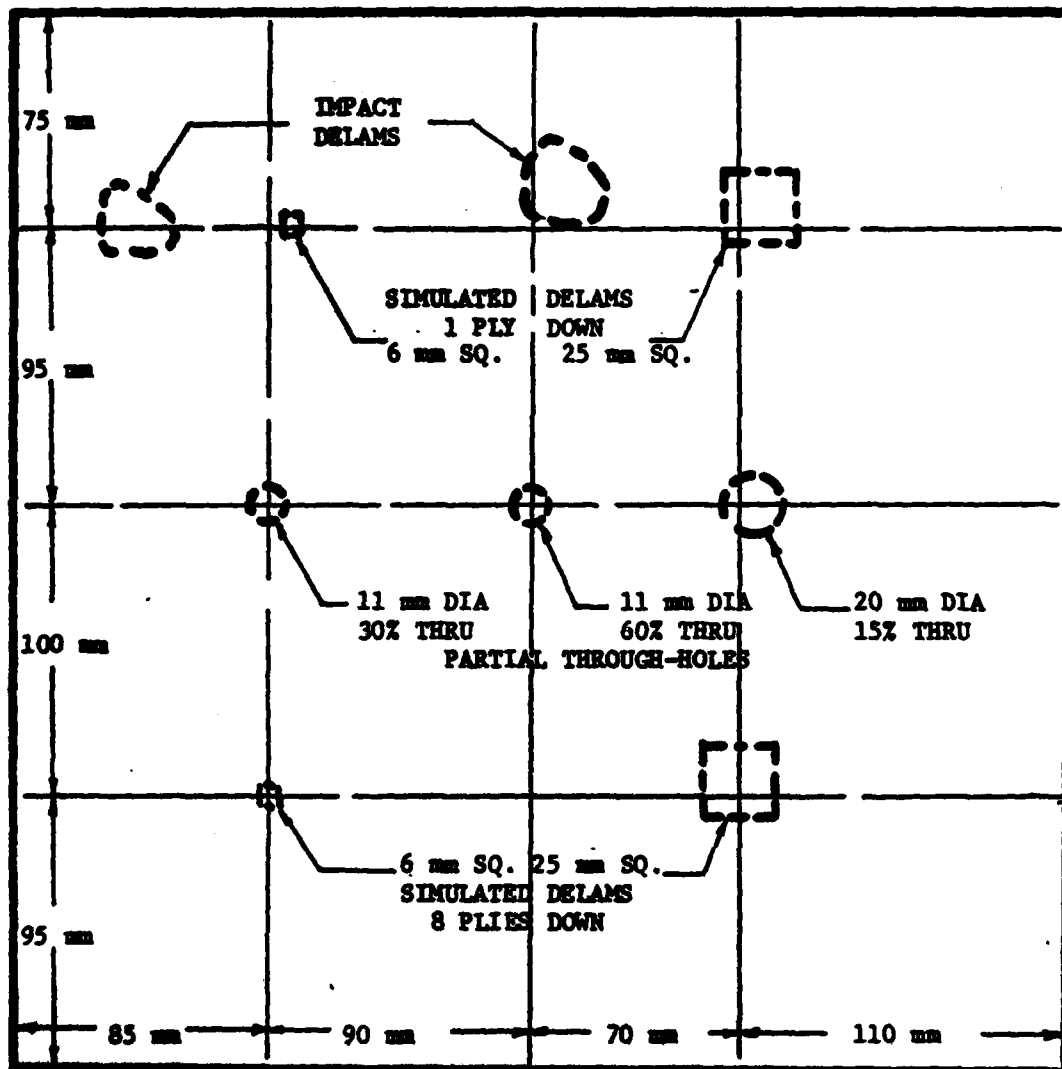 IMPACT
DELAMS
75 mm
SIMULATED DELAMS
1 PLY DOWN
6 mm SQ. 25 mm SQ.
95 mm
11 mm DIA
30% THRU
11 mm DIA
60% THRU
20 mm DIA
15% THRU
PARTIAL THROUGH-HOLES
100 mm
6 mm SQ. 25 mm SQ.
SIMULATED DELAMS
8 PLIES DOWN
95 mm
85 mm 90 mm 70 mm 110 mm